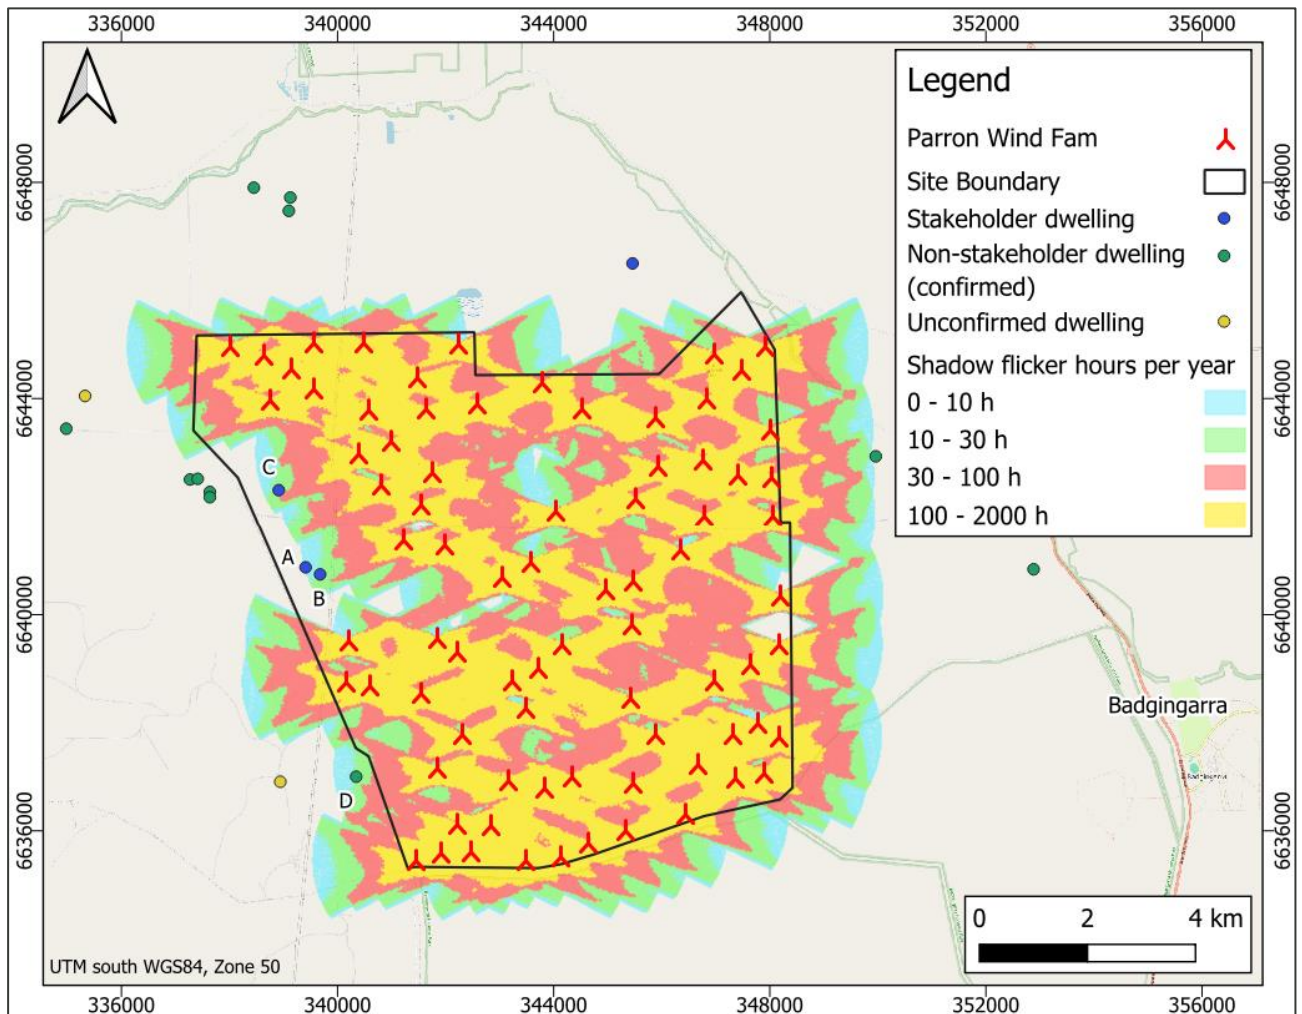 336000 340000 344000 348000 352000 356000
Legend
Parron Wind Fam
Site Boundary
Stakeholder dwelling
Non-stakeholder dwelling
(confirmed)
Unconfirmed dwelling
Shadow flicker hours per year
0 - 10 h
10 - 30 h
30 - 100 h
100 - 2000 h
6648000 6648000
6644000 6644000
C
A
B
6640000 6640000
Badgingarra
D
6636000 6636000
0 2 4 km
UTM south WGS84, Zone 50
336000 340000 344000 348000 352000 356000